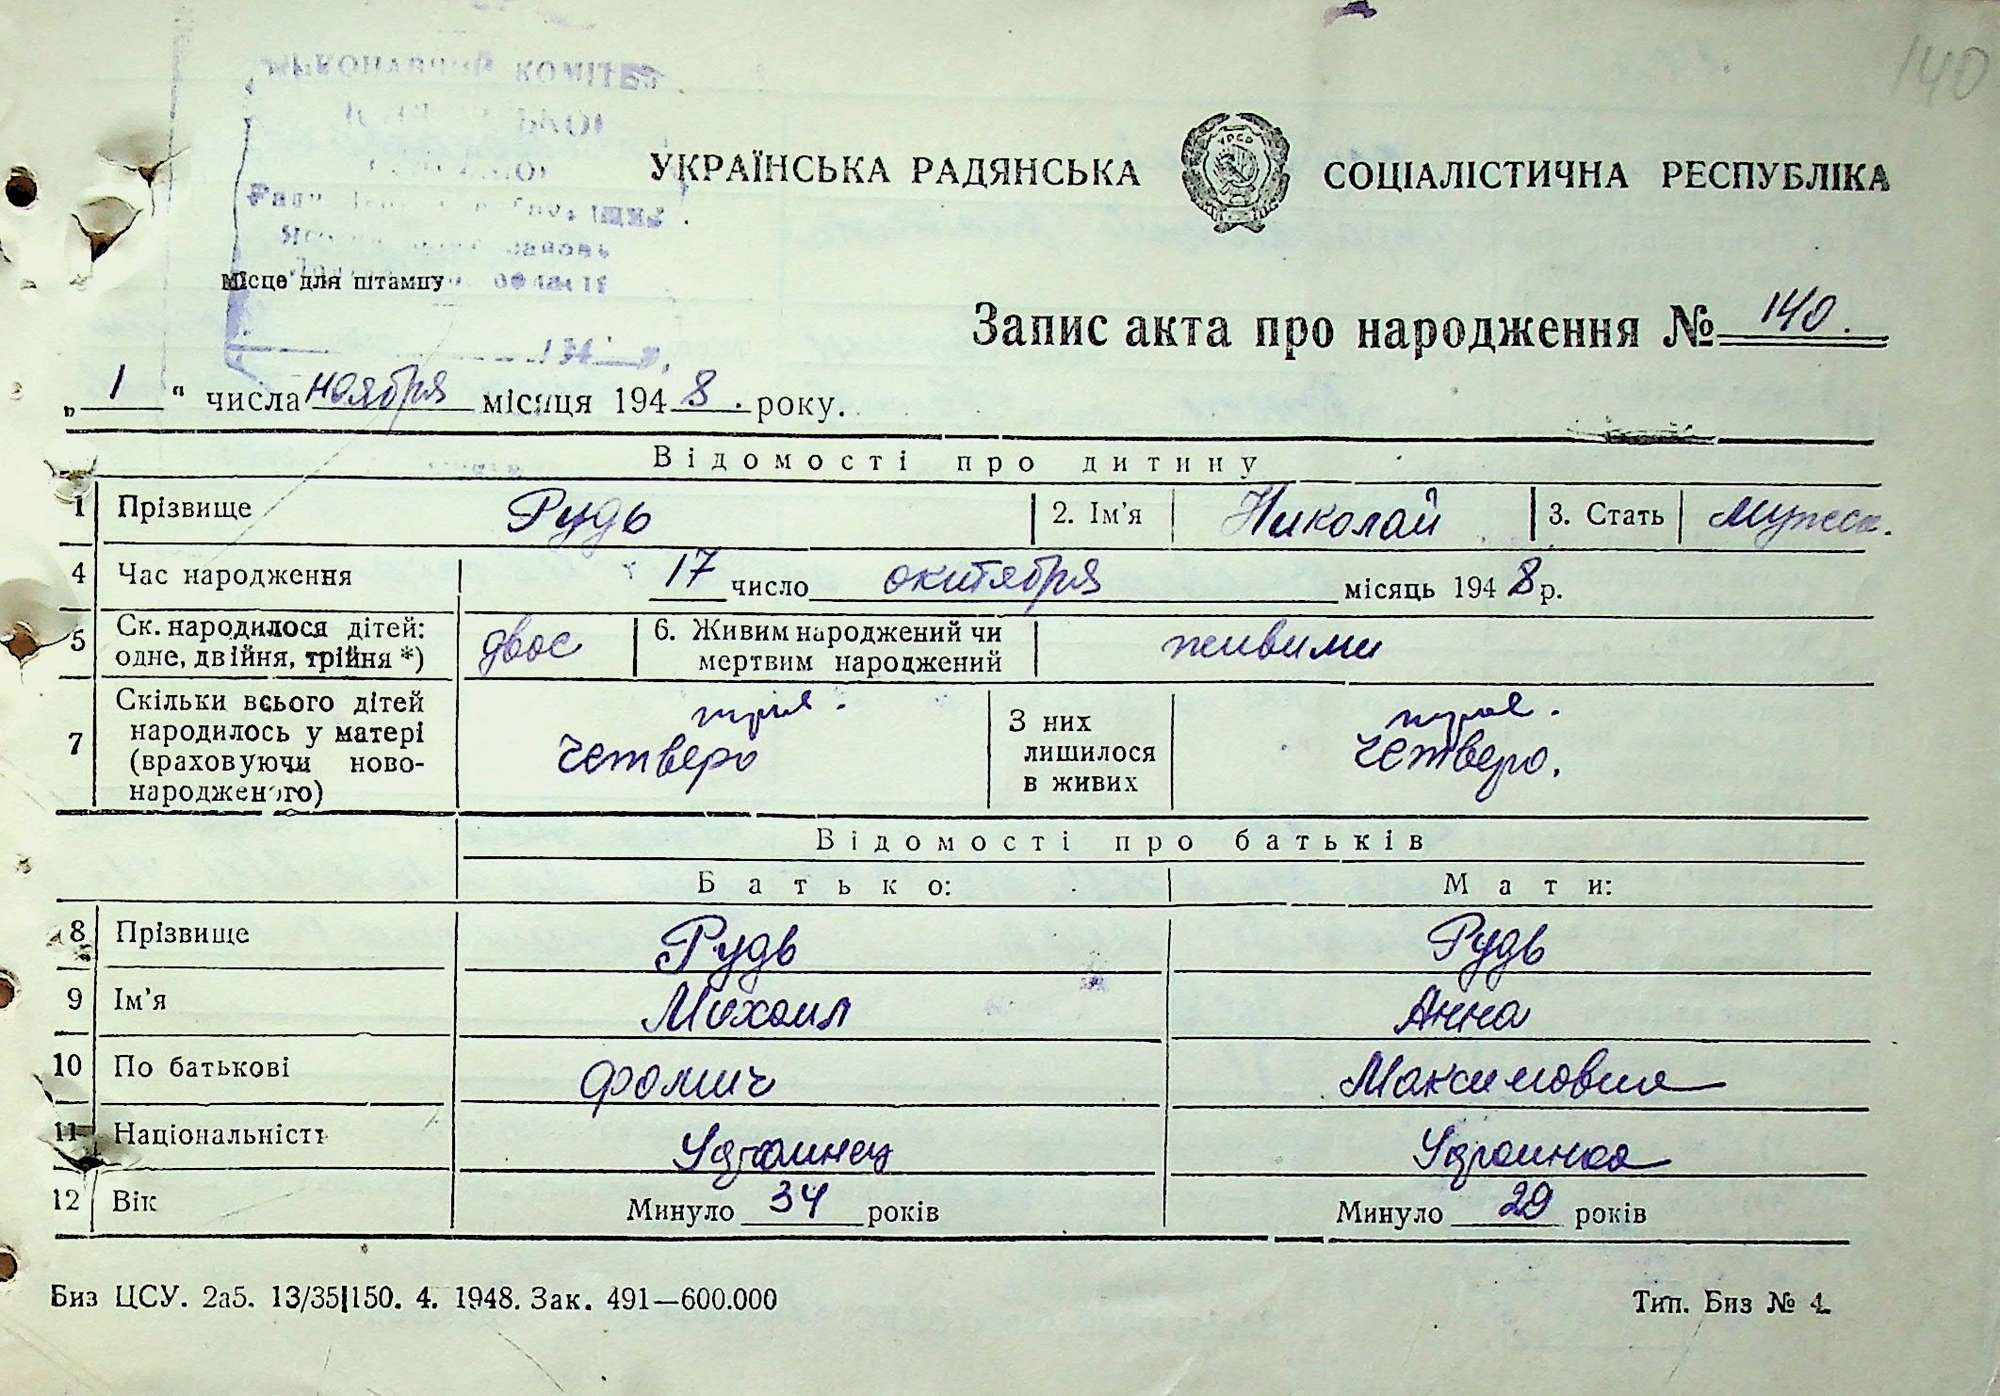 140
КОМІТЕТ
УКРАЇНСЬКА РАДЯНСЬКА СОЦІАЛІСТИЧНА РЕСПУБЛІКА
УРСР
Місце для штампу області
Запис акта про народження № 140.
194 р.
„ 1 “ числа ноября місяця 1948. року.
Відомості про дитину
1 Прізвище Рудь 2. Ім'я Николай 3. Стать Мужск.
4 Час народження 17 число октября місяць 1948 р.
5 Ск. народилося дітей: одне, двійня, трійня *) двоє 6. Живим народжений чи мертвим народжений живими
7 Скільки всього дітей народилось у матері (враховуючи новонародженого) четверо З них лишилося в живих четверо.
Відомості про батьків
Батько: Мати:
8 Прізвище Рудь Рудь
9 Ім'я Михаил Анна
10 По батькові Фомич Максимовна
11 Національність Украинец Украинка
12 Вік Минуло 34 років Минуло 29 років
Биз ЦСУ. 2а5. 13/35|150. 4. 1948. Зак. 491—600.000 Тип. Биз № 4.